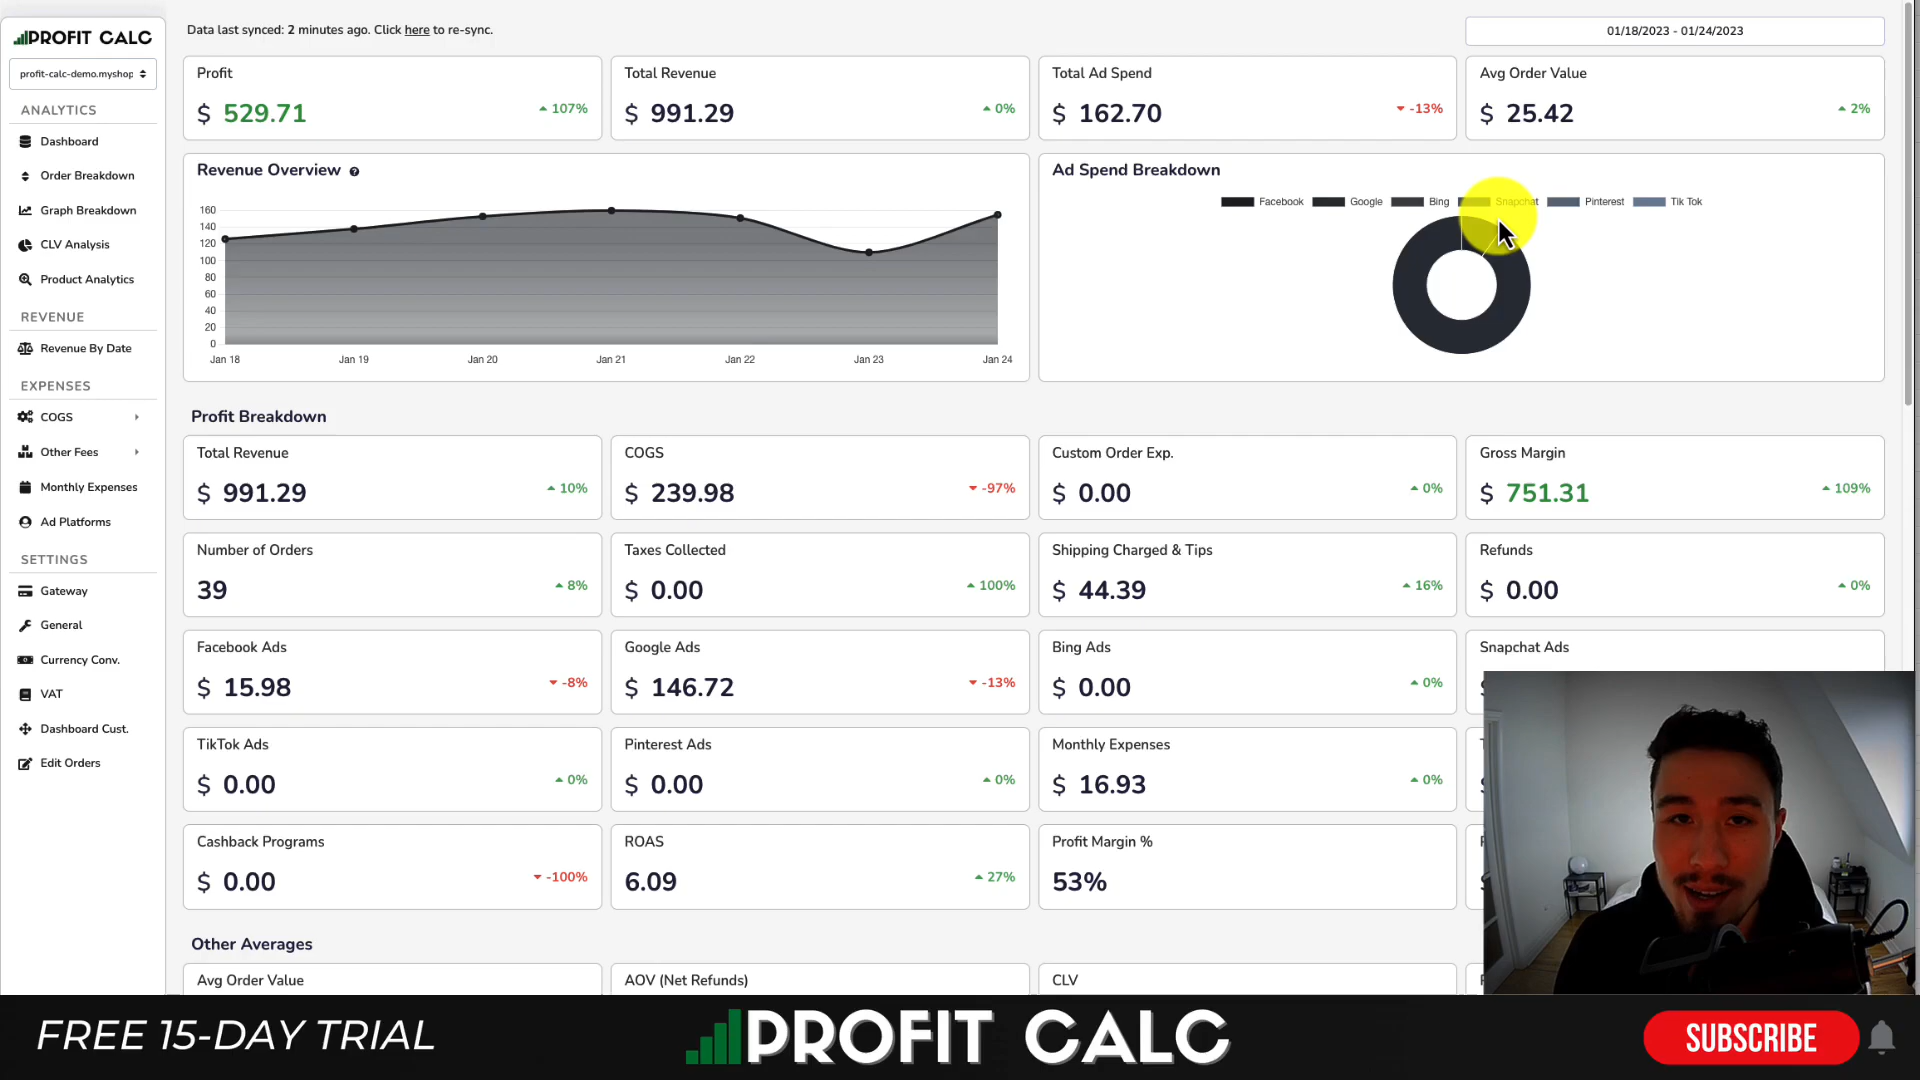 Data last synced: 2 minutes ago. Click here to re-sync.
01/18/2023 - 01/24/2023
PROFIT CALC
profit-calc-demo.myshop
ANALYTICS
Dashboard
Order Breakdown
Graph Breakdown
CLV Analysis
Product Analytics
REVENUE
Revenue By Date
EXPENSES
COGS
Other Fees
Monthly Expenses
Ad Platforms
SETTINGS
Gateway
General
Currency Conv.
VAT
Dashboard Cust.
Edit Orders
Profit
$ 529.71 107%
Total Revenue
$ 991.29 0%
Total Ad Spend
$ 162.70 -13%
Avg Order Value
$ 25.42 2%
Revenue Overview
160
140
120
100
80
60
40
20
0
Jan 18 Jan 19 Jan 20 Jan 21 Jan 22 Jan 23 Jan 24
Ad Spend Breakdown
Facebook Google Bing Snapchat Pinterest Tik Tok
Profit Breakdown
Total Revenue
$ 991.29 10%
COGS
$ 239.98 -97%
Custom Order Exp.
$ 0.00 0%
Gross Margin
$ 751.31 109%
Number of Orders
39 8%
Taxes Collected
$ 0.00 100%
Shipping Charged & Tips
$ 44.39 16%
Refunds
$ 0.00 0%
Facebook Ads
$ 15.98 -8%
Google Ads
$ 146.72 -13%
Bing Ads
$ 0.00 0%
Snapchat Ads
TikTok Ads
$ 0.00 0%
Pinterest Ads
$ 0.00 0%
Monthly Expenses
$ 16.93 0%
Cashback Programs
$ 0.00 -100%
ROAS
6.09 27%
Profit Margin %
53%
Other Averages
Avg Order Value
AOV (Net Refunds)
CLV
FREE 15-DAY TRIAL
PROFIT CALC
SUBSCRIBE